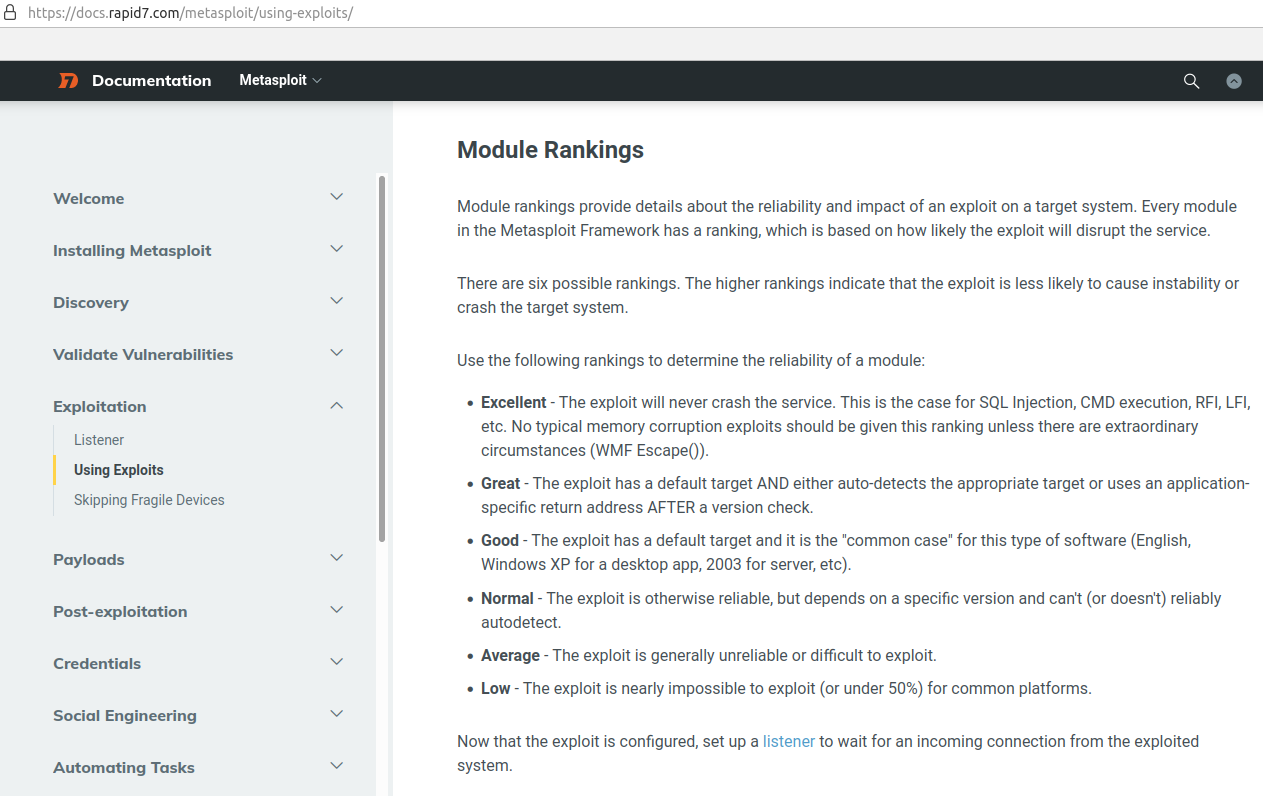 https://docs.rapid7.com/metasploit/using-exploits/
Documentation
Metasploit
Welcome
Installing Metasploit
Discovery
Validate Vulnerabilities
Exploitation
Listener
Using Exploits
Skipping Fragile Devices
Payloads
Post-exploitation
Credentials
Social Engineering
Automating Tasks
Module Rankings
Module rankings provide details about the reliability and impact of an exploit on a target system. Every module
in the Metasploit Framework has a ranking, which is based on how likely the exploit will disrupt the service.
There are six possible rankings. The higher rankings indicate that the exploit is less likely to cause instability or
crash the target system.
Use the following rankings to determine the reliability of a module:
• Excellent - The exploit will never crash the service. This is the case for SQL Injection, CMD execution, RFI, LFI,
etc. No typical memory corruption exploits should be given this ranking unless there are extraordinary
circumstances (WMF Escape()).
• Great - The exploit has a default target AND either auto-detects the appropriate target or uses an application-
specific return address AFTER a version check.
• Good - The exploit has a default target and it is the "common case" for this type of software (English,
Windows XP for a desktop app, 2003 for server, etc).
• Normal - The exploit is otherwise reliable, but depends on a specific version and can't (or doesn't) reliably
autodetect.
• Average - The exploit is generally unreliable or difficult to exploit.
• Low - The exploit is nearly impossible to exploit (or under 50%) for common platforms.
Now that the exploit is configured, set up a listener to wait for an incoming connection from the exploited
system.